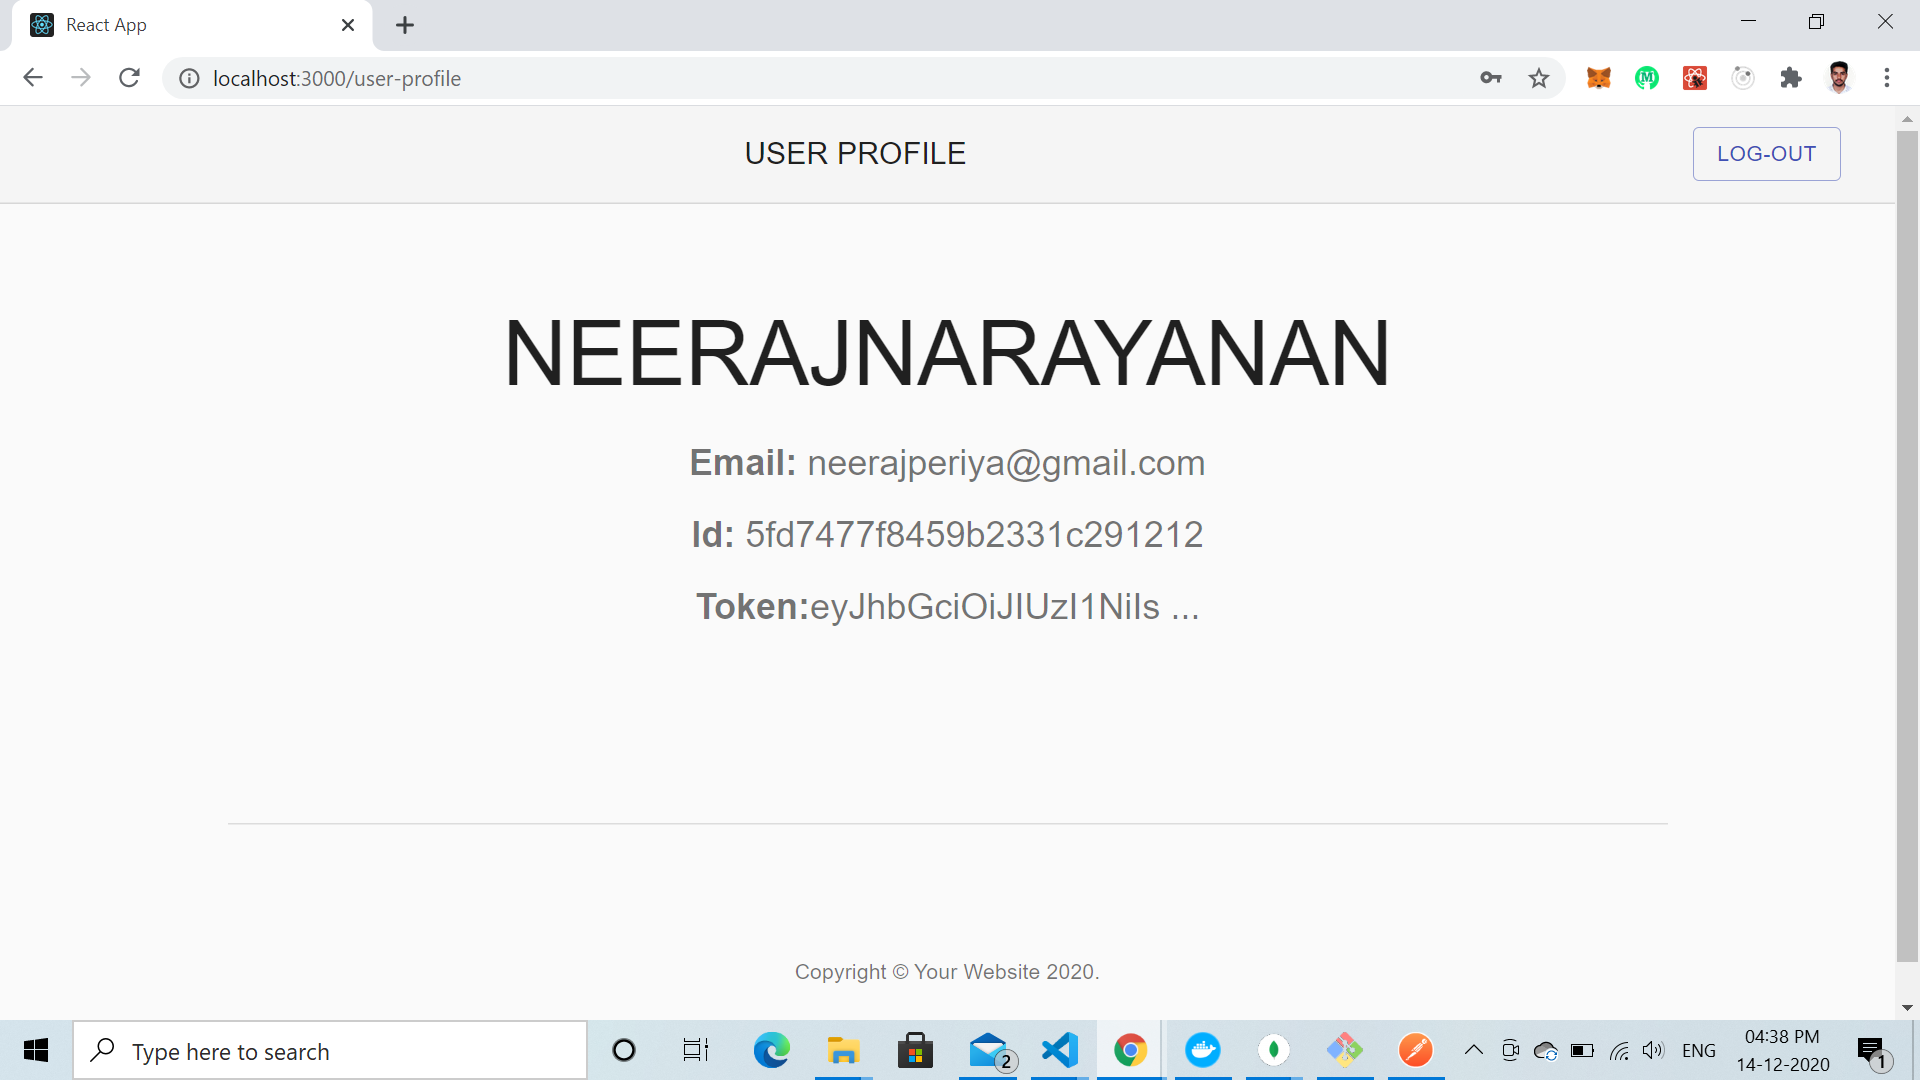 React App
localhost:3000/user-profile
USER PROFILE
LOG-OUT
NEERAJNARAYANAN
Email: neerajperiya@gmail.com
Id: 5fd7477f8459b2331c291212
Token:eyJhbGciOiJIUzI1NiIs ...
Copyright © Your Website 2020.
Type here to search
2
ENG
04:38 PM
14-12-2020
1